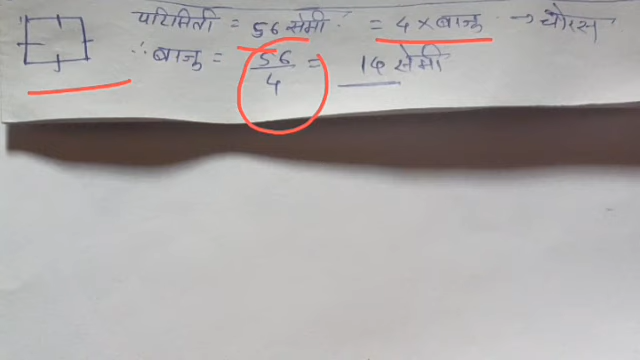 परिमिती = 56 सेमी = 4 × बाजु → चौरस
∴ बाजु = 56/4 = 14 सेमी